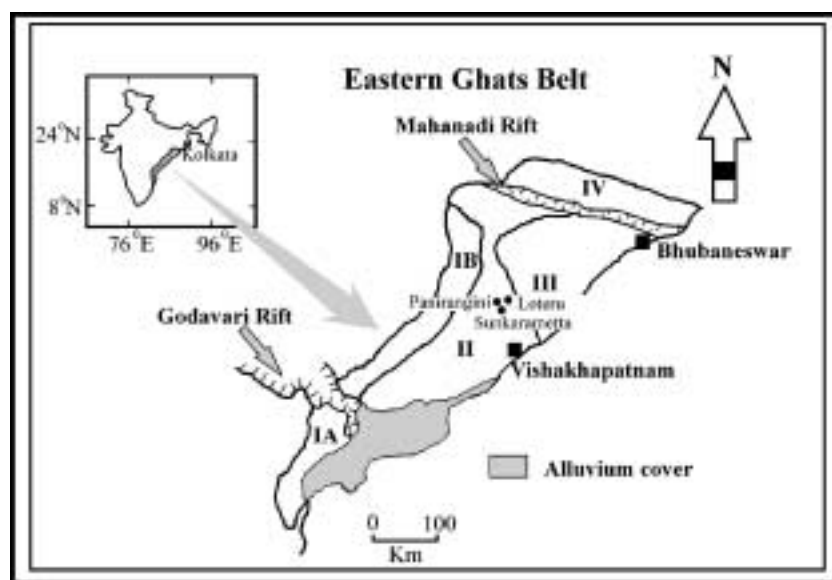 Eastern Ghats Belt
N
Mahanadi Rift
24°N
Kolkata
8°N
76°E 96°E
IV
Bhubaneswar
IB
III
Panirangini Loteru
Sunkarametta
Godavari Rift
II
Vishakhapatnam
IA
Alluvium cover
0 100
Km